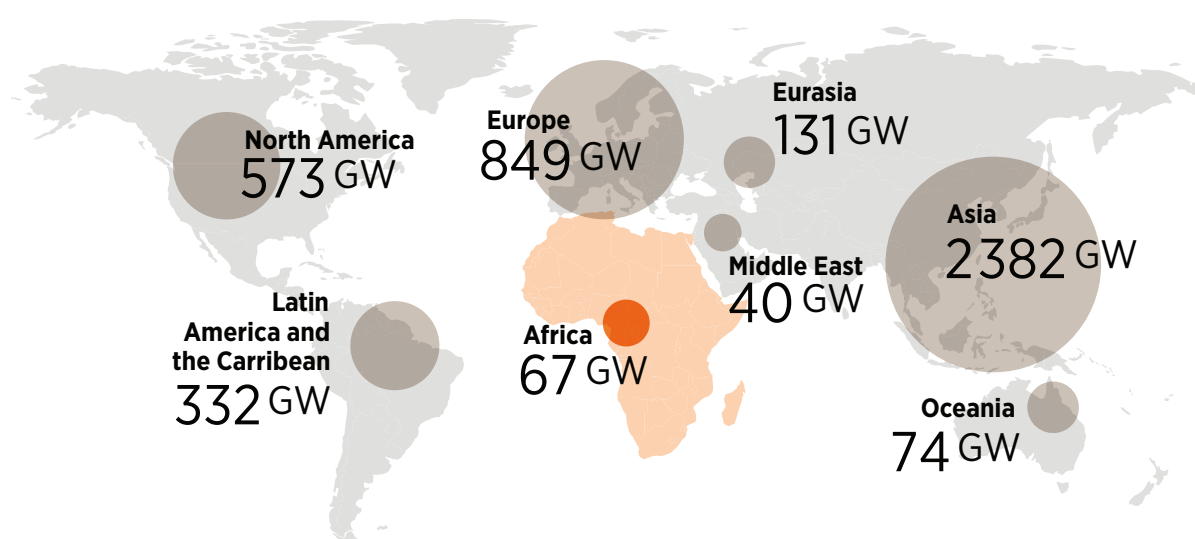 North America
573 GW
Europe
849 GW
Eurasia
131 GW
Asia
2382 GW
Middle East
40 GW
Latin
America and
the Carribean
332 GW
Africa
67 GW
Oceania
74 GW